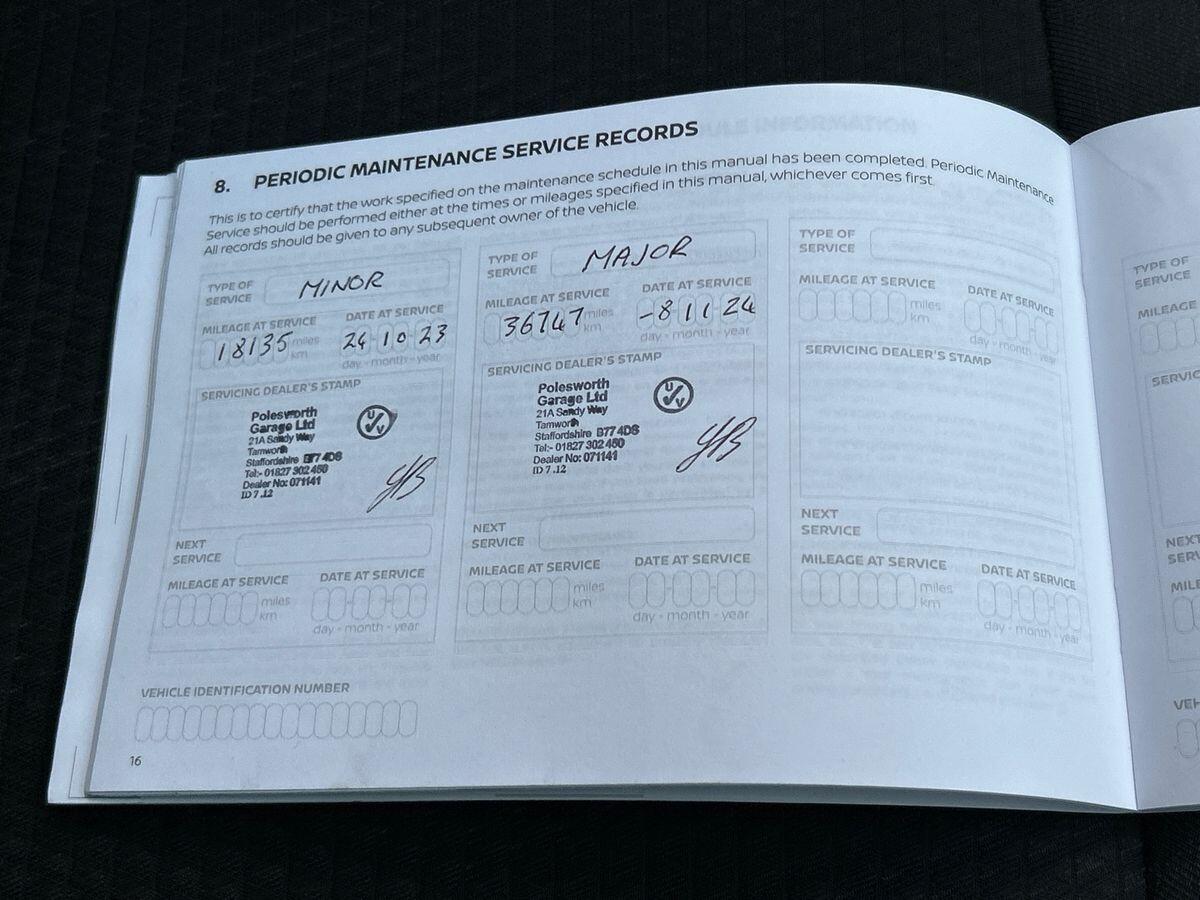 8. PERIODIC MAINTENANCE SERVICE RECORDS
This is to certify that the work specified on the maintenance schedule in this manual has been completed. Periodic Maintenance
Service should be performed either at the times or mileages specified in this manual, whichever comes first.
All records should be given to any subsequent owner of the vehicle.
TYPE OF
SERVICE
MINOR
MILEAGE AT SERVICE
18135 miles
km
DATE AT SERVICE
24 10 23
day - month - year
SERVICING DEALER'S STAMP
Polesworth
Garage Ltd
21A Sandy Way
Tamworth
Staffordshire B77 4DS
Tel:- 01827 302 450
Dealer No: 071141
ID 7.12
NEXT
SERVICE
MILEAGE AT SERVICE
miles
km
DATE AT SERVICE
day - month - year
TYPE OF
SERVICE
MAJOR
MILEAGE AT SERVICE
36747 miles
km
DATE AT SERVICE
-8 11 24
day - month - year
SERVICING DEALER'S STAMP
Polesworth
Garage Ltd
21A Sandy Way
Tamworth
Staffordshire B77 4DS
Tel:- 01827 302 450
Dealer No: 071141
ID 7.12
NEXT
SERVICE
MILEAGE AT SERVICE
miles
km
DATE AT SERVICE
day - month - year
TYPE OF
SERVICE
MILEAGE AT SERVICE
miles
km
DATE AT SERVICE
day - month - year
SERVICING DEALER'S STAMP
NEXT
SERVICE
MILEAGE AT SERVICE
miles
km
DATE AT SERVICE
day - month - year
VEHICLE IDENTIFICATION NUMBER
16
TYPE OF
SERVICE
MILEAGE
SERVIC
NEXT
SER
MILE
VEH